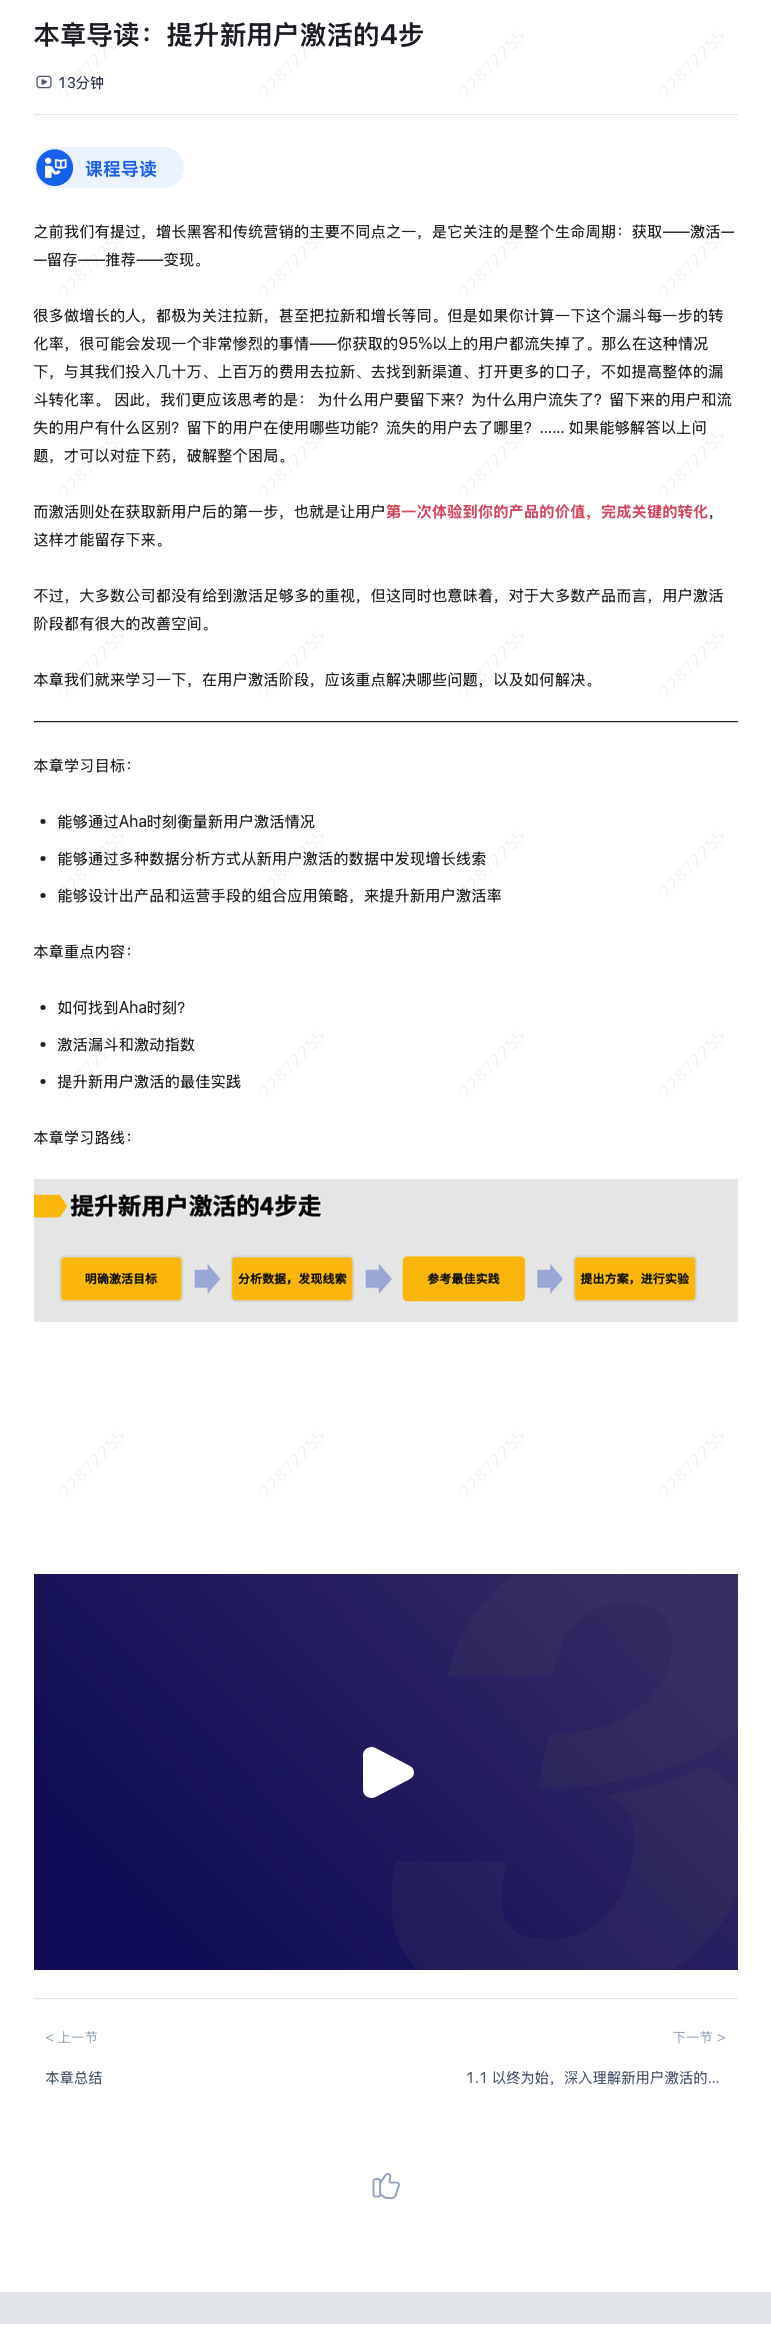 本章导读：提升新用户激活的4步
13分钟
课程导读
之前我们有提过，增长黑客和传统营销的主要不同点之一，是它关注的是整个生命周期：获取——激活—
—留存——推荐——变现。
很多做增长的人，都极为关注拉新，甚至把拉新和增长等同。但是如果你计算一下这个漏斗每一步的转
化率，很可能会发现一个非常惨烈的事情——你获取的95%以上的用户都流失掉了。那么在这种情况
下，与其我们投入几十万、上百万的费用去拉新、去找到新渠道、打开更多的口子，不如提高整体的漏
斗转化率。 因此，我们更应该思考的是： 为什么用户要留下来？为什么用户流失了？留下来的用户和流
失的用户有什么区别？留下的用户在使用哪些功能？流失的用户去了哪里？...... 如果能够解答以上问
题，才可以对症下药，破解整个困局。
而激活则处在获取新用户后的第一步，也就是让用户第一次体验到你的产品的价值，完成关键的转化，
这样才能留存下来。
不过，大多数公司都没有给到激活足够多的重视，但这同时也意味着，对于大多数产品而言，用户激活
阶段都有很大的改善空间。
本章我们就来学习一下，在用户激活阶段，应该重点解决哪些问题，以及如何解决。
本章学习目标：
• 能够通过Aha时刻衡量新用户激活情况
• 能够通过多种数据分析方式从新用户激活的数据中发现增长线索
• 能够设计出产品和运营手段的组合应用策略，来提升新用户激活率
本章重点内容：
• 如何找到Aha时刻？
• 激活漏斗和激动指数
• 提升新用户激活的最佳实践
本章学习路线：
提升新用户激活的4步走
明确激活目标
分析数据，发现线索
参考最佳实践
提出方案，进行实验
3
< 上一节
下一节 >
本章总结
1.1 以终为始，深入理解新用户激活的...
22872255